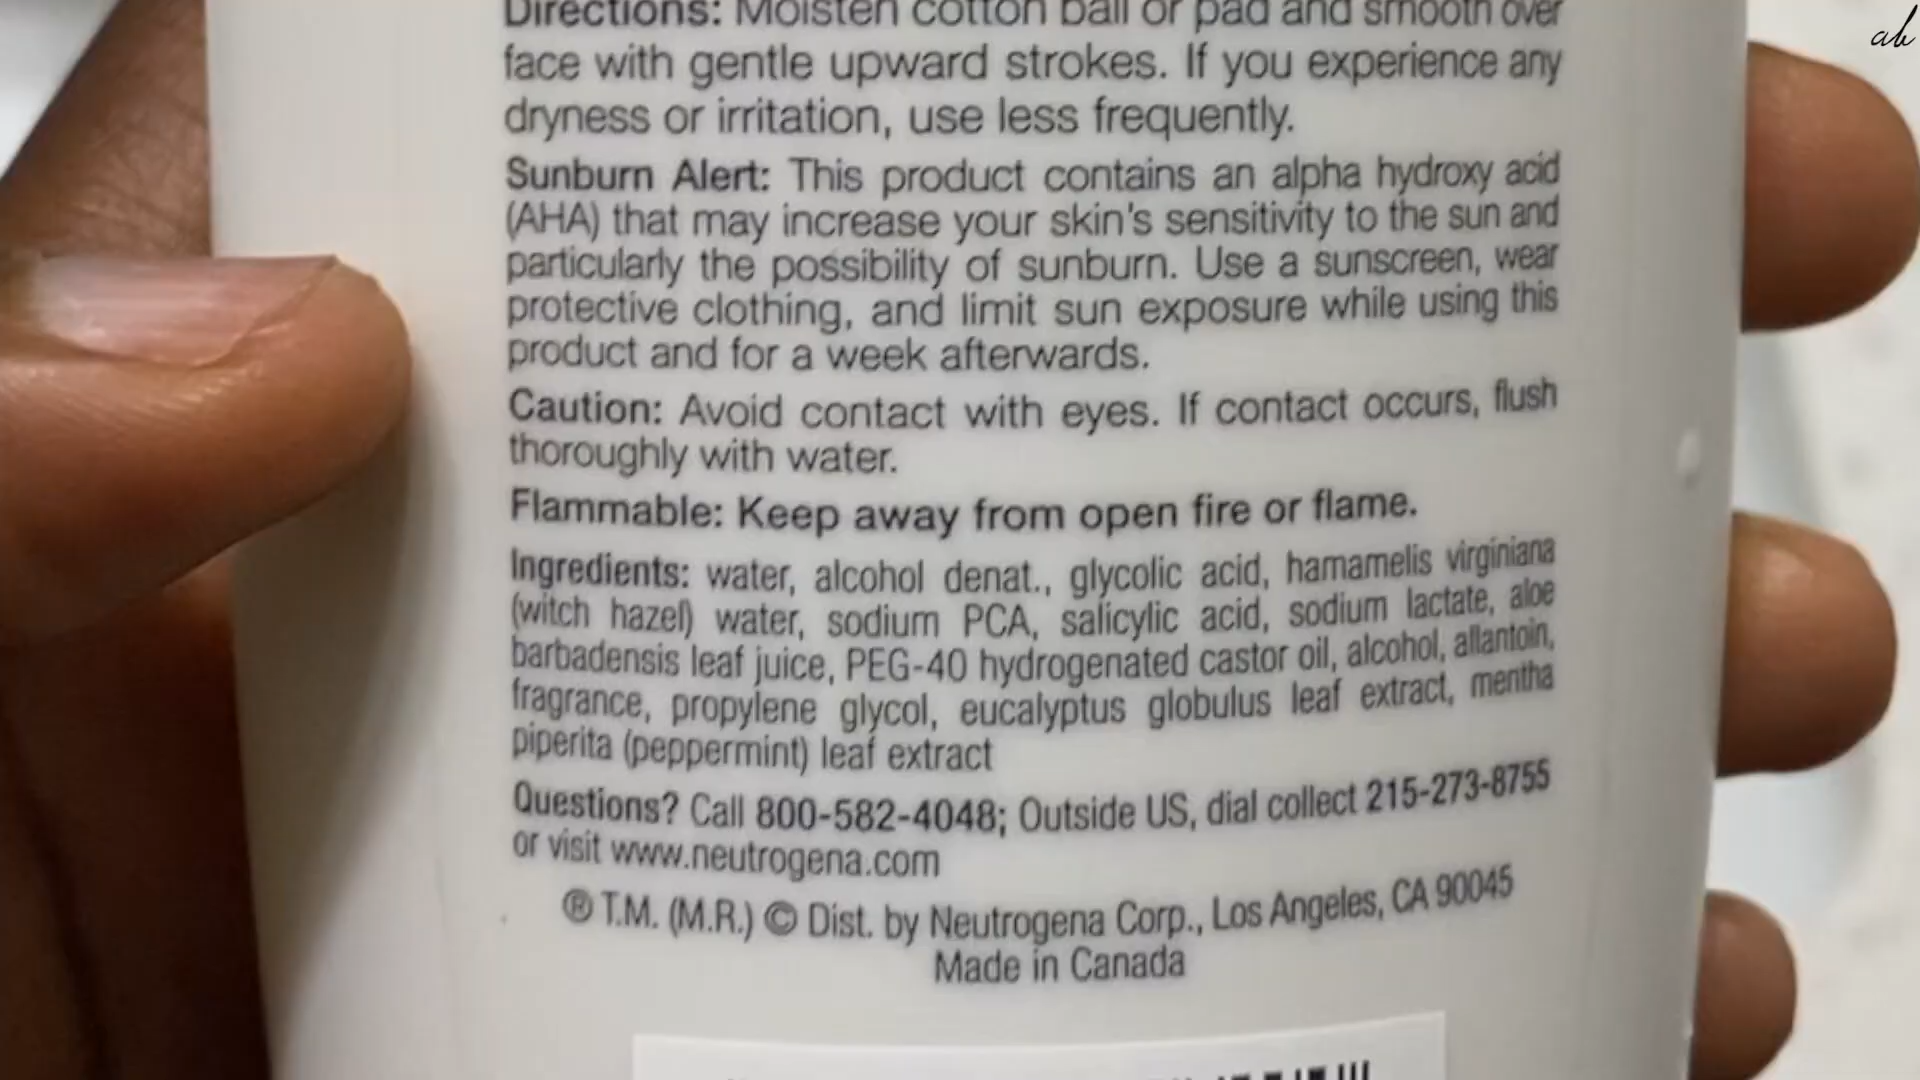 ab
Directions: Moisten cotton ball or pad and smooth over
face with gentle upward strokes. If you experience any
dryness or irritation, use less frequently.
Sunburn Alert: This product contains an alpha hydroxy acid
(AHA) that may increase your skin's sensitivity to the sun and
particularly the possibility of sunburn. Use a sunscreen, wear
protective clothing, and limit sun exposure while using this
product and for a week afterwards.
Caution: Avoid contact with eyes. If contact occurs, flush
thoroughly with water.
Flammable: Keep away from open fire or flame.
Ingredients: water, alcohol denat., glycolic acid, hamamelis virginiana
(witch hazel) water, sodium PCA, salicylic acid, sodium lactate, aloe
barbadensis leaf juice, PEG-40 hydrogenated castor oil, alcohol, allantoin,
fragrance, propylene glycol, eucalyptus globulus leaf extract, mentha
piperita (peppermint) leaf extract
Questions? Call 800-582-4048; Outside US, dial collect 215-273-8755
or visit www.neutrogena.com
® T.M. (M.R.) © Dist. by Neutrogena Corp., Los Angeles, CA 90045
Made in Canada